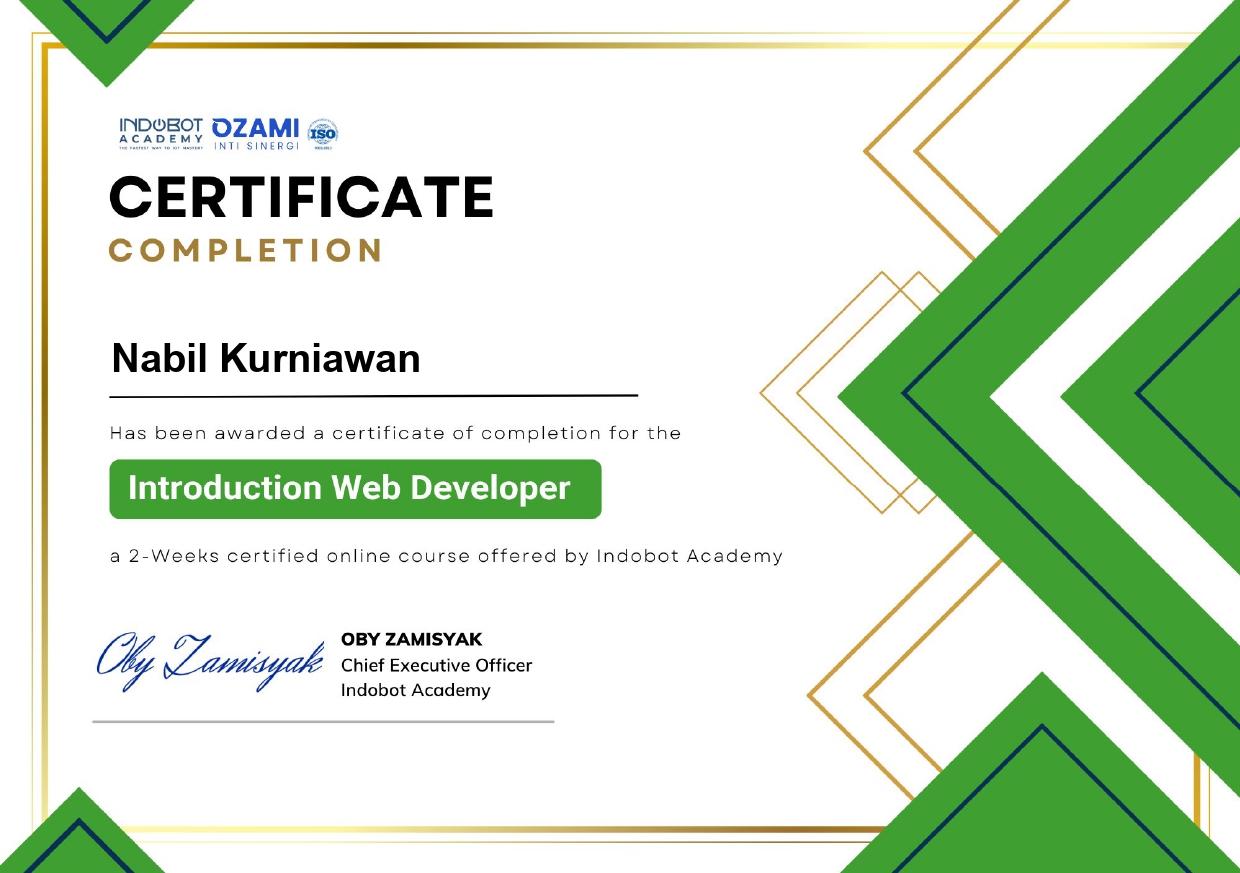 INDOBOT
ACADEMY
THE FASTEST WAY TO IOT MASTERY
OZAMI
INTI SINERGI
ISO
CERTIFICATE
COMPLETION
Nabil Kurniawan
Has been awarded a certificate of completion for the
Introduction Web Developer
a 2-Weeks certified online course offered by Indobot Academy
Oby Zamisyak
OBY ZAMISYAK
Chief Executive Officer
Indobot Academy